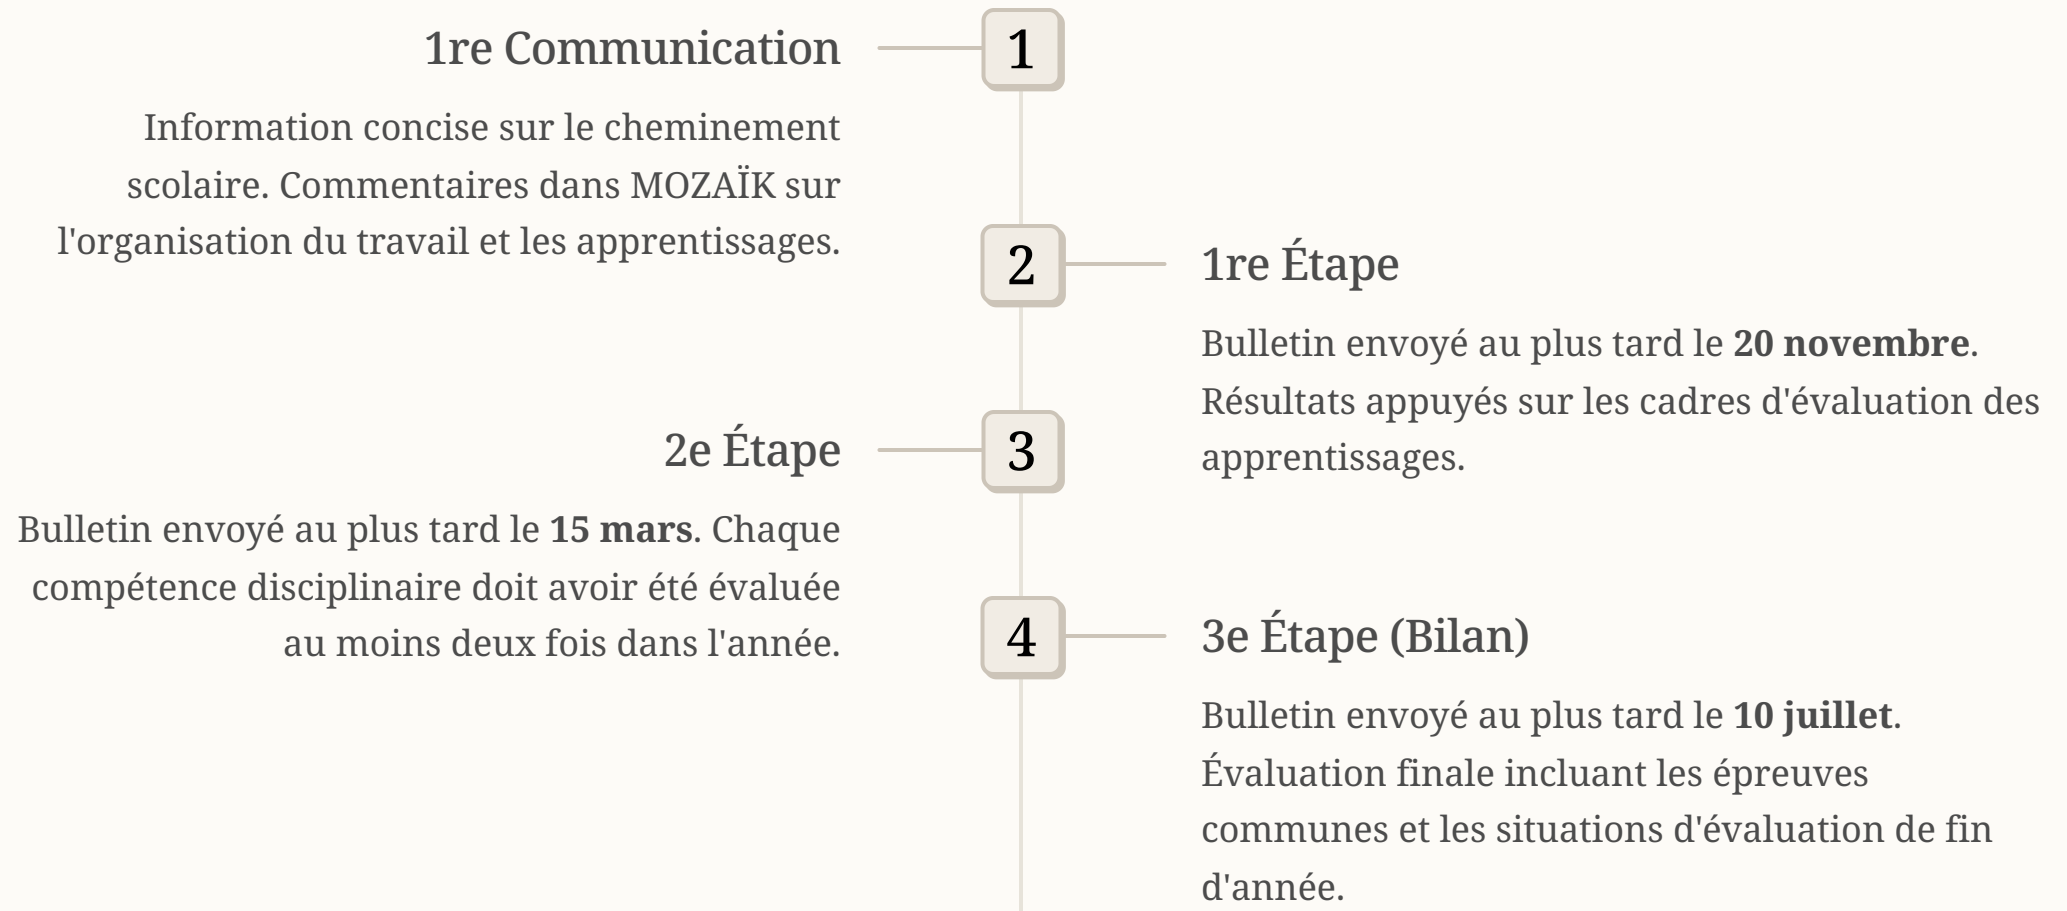 1re Communication
1
Information concise sur le cheminement
scolaire. Commentaires dans MOZAÏK sur
l'organisation du travail et les apprentissages.
2
1re Étape
Bulletin envoyé au plus tard le 20 novembre.
Résultats appuyés sur les cadres d'évaluation des
apprentissages.
2e Étape
3
Bulletin envoyé au plus tard le 15 mars. Chaque
compétence disciplinaire doit avoir été évaluée
au moins deux fois dans l'année.
4
3e Étape (Bilan)
Bulletin envoyé au plus tard le 10 juillet.
Évaluation finale incluant les épreuves
communes et les situations d'évaluation de fin
d'année.